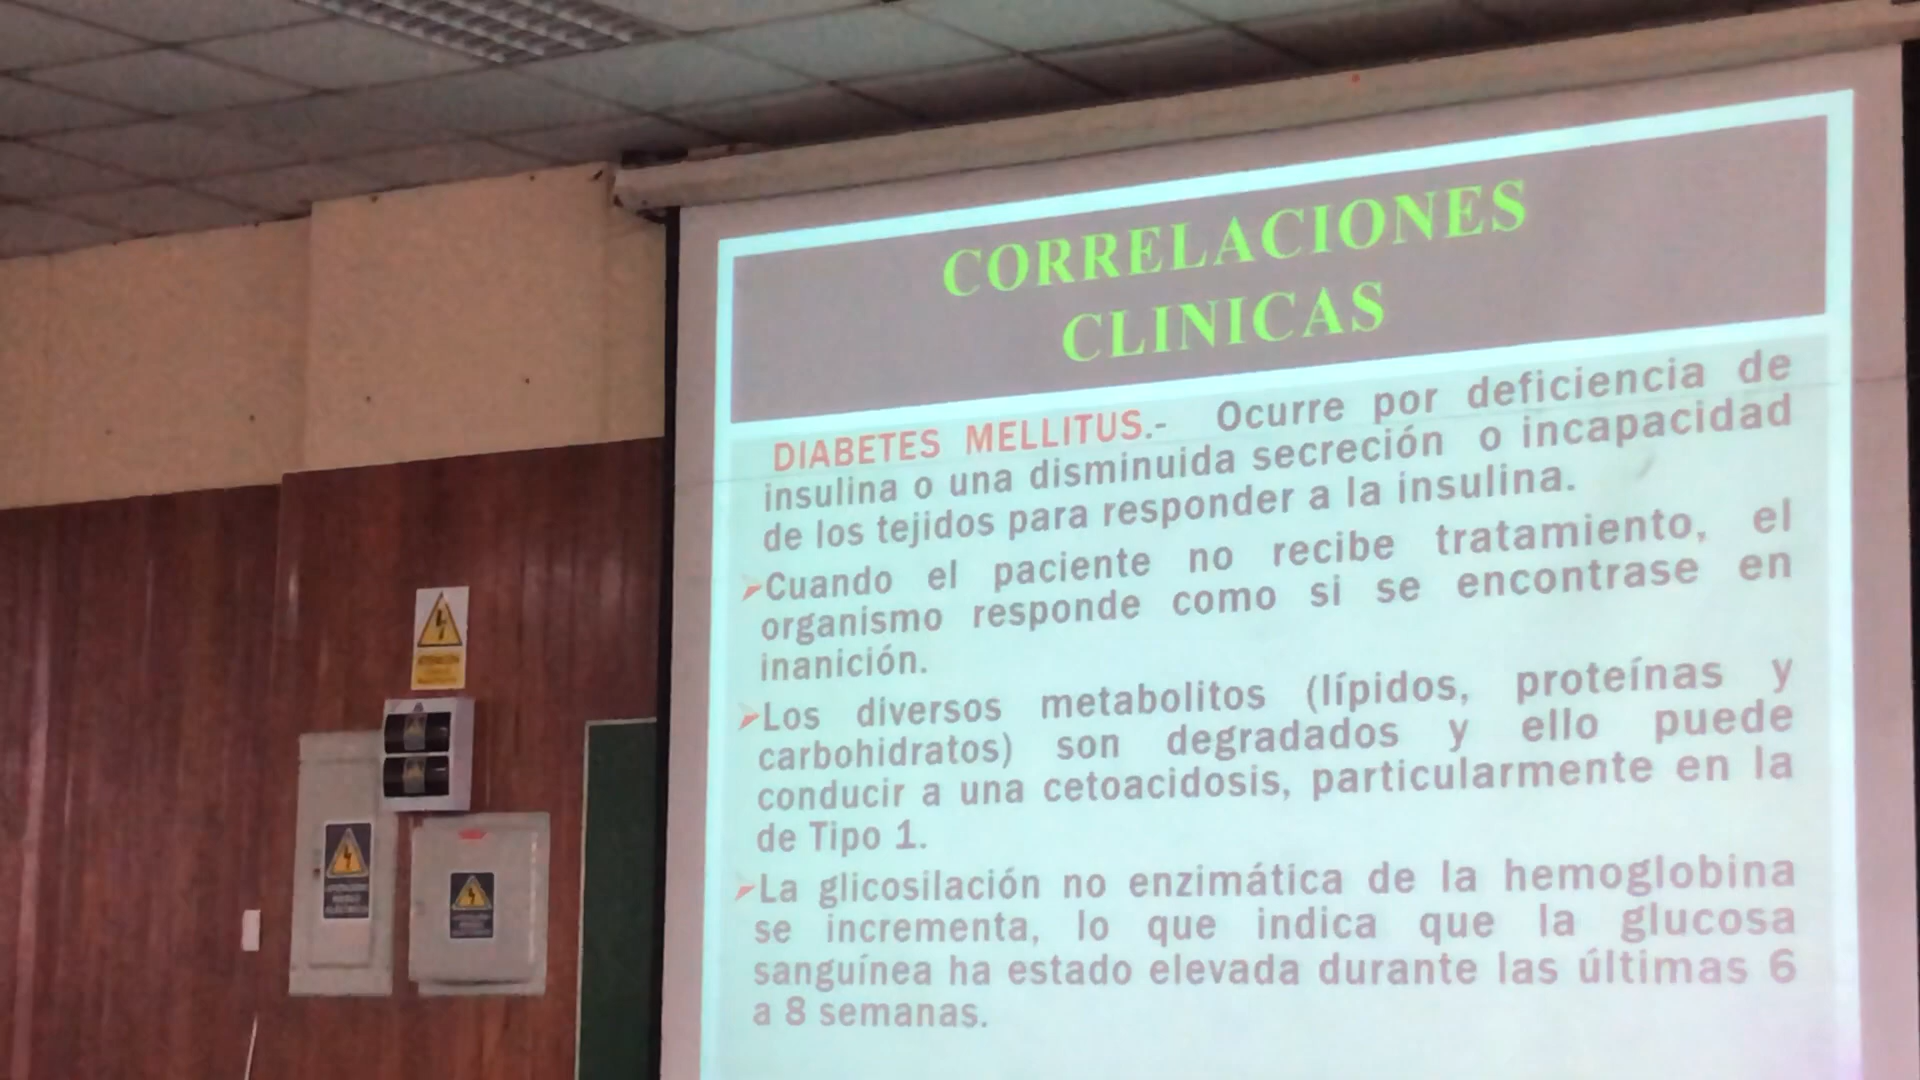 CORRELACIONES
CLINICAS
DIABETES MELLITUS.- Ocurre por deficiencia de
insulina o una disminuida secreción o incapacidad
de los tejidos para responder a la insulina.
Cuando el paciente no recibe tratamiento, el
organismo responde como si se encontrase en
inanición.
Los diversos metabolitos (lípidos, proteínas y
carbohidratos) son degradados y ello puede
conducir a una cetoacidosis, particularmente en la
de Tipo 1.
La glicosilación no enzimática de la hemoglobina
se incrementa, lo que indica que la glucosa
sanguínea ha estado elevada durante las últimas 6
a 8 semanas.